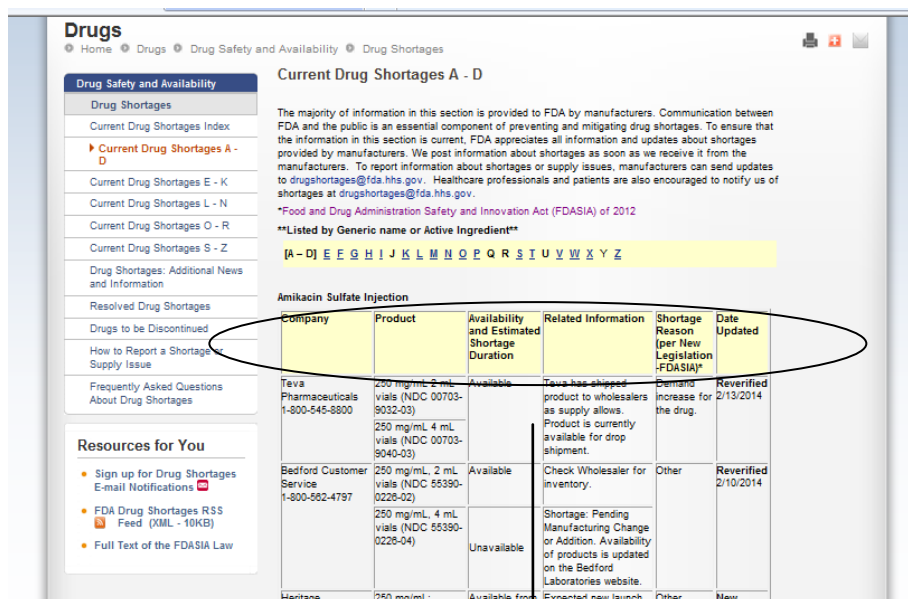 Drugs
Home Drugs Drug Safety and Availability Drug Shortages
Drug Safety and Availability
Drug Shortages
Current Drug Shortages Index
Current Drug Shortages A -
D
Current Drug Shortages E - K
Current Drug Shortages L - N
Current Drug Shortages O - R
Current Drug Shortages S - Z
Drug Shortages: Additional News
and Information
Resolved Drug Shortages
Drugs to be Discontinued
How to Report a Shortage or
Supply Issue
Frequently Asked Questions
About Drug Shortages
Resources for You
Sign up for Drug Shortages
E-mail Notifications
FDA Drug Shortages RSS
Feed (XML - 10KB)
Full Text of the FDASIA Law
Current Drug Shortages A - D
The majority of information in this section is provided to FDA by manufacturers. Communication between
FDA and the public is an essential component of preventing and mitigating drug shortages. To ensure that
the information in this section is current, FDA appreciates all information and updates about shortages
provided by manufacturers. We post information about shortages as soon as we receive it from the
manufacturers. To report information about shortages or supply issues, manufacturers can send updates
to drugshortages@fda.hhs.gov. Healthcare professionals and patients are also encouraged to notify us of
shortages at drugshortages@fda.hhs.gov.
*Food and Drug Administration Safety and Innovation Act (FDASIA) of 2012
**Listed by Generic name or Active Ingredient**
[A – D] E F G H I J K L M N O P Q R S T U V W X Y Z
Amikacin Sulfate Injection
Company
Product
Availability
and Estimated
Shortage
Duration
Related Information
Shortage
Reason
(per New
Legislation
-FDASIA)*
Date
Updated
Teva
Pharmaceuticals
1-800-545-8800
250 mg/mL 2 mL
vials (NDC 00703-
9032-03)
Available
Teva has shipped
product to wholesalers
as supply allows.
Product is currently
available for drop
shipment.
Demand
increase for
the drug.
Reverified
2/13/2014
250 mg/mL 4 mL
vials (NDC 00703-
9040-03)
Bedford Customer
Service
1-800-562-4797
250 mg/mL, 2 mL
vials (NDC 55390-
0226-02)
Available
Check Wholesaler for
inventory.
Other
Reverified
2/10/2014
250 mg/mL, 4 mL
vials (NDC 55390-
0226-04)
Unavailable
Shortage: Pending
Manufacturing Change
or Addition. Availability
of products is updated
on the Bedford
Laboratories website.
Heritage
250 mg/mL;
Available from
Expected new launch
Other
New